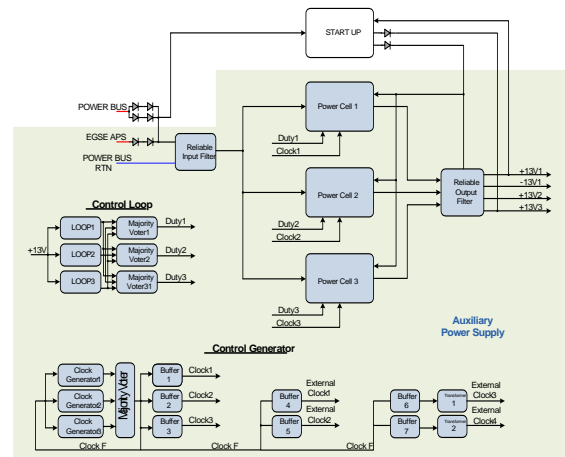 START UP
POWER BUS
EGSE APS
POWER BUS
RTN
Reliable
Input Filter
Power Cell 1
Duty1
Clock1
Power Cell 2
Duty2
Clock2
Power Cell 3
Duty3
Clock3
Reliable
Output
Filter
+13V1
-13V1
+13V2
+13V3
Control Loop
+13V
LOOP1
LOOP2
LOOP3
Majority
Voter1
Majority
Voter2
Majority
Voter31
Duty1
Duty2
Duty3
Auxiliary
Power Supply
Control Generator
Clock
Generator1
Clock
Generator2
Clock
Generator3
Majority Voter
Buffer
1
Buffer
2
Buffer
3
Clock1
Clock2
Clock3
Buffer
4
Buffer
5
External
Clock1
External
Clock2
Buffer
6
Buffer
7
Transformer
1
Transformer
2
External
Clock3
External
Clock4
Clock F
Clock F
Clock F